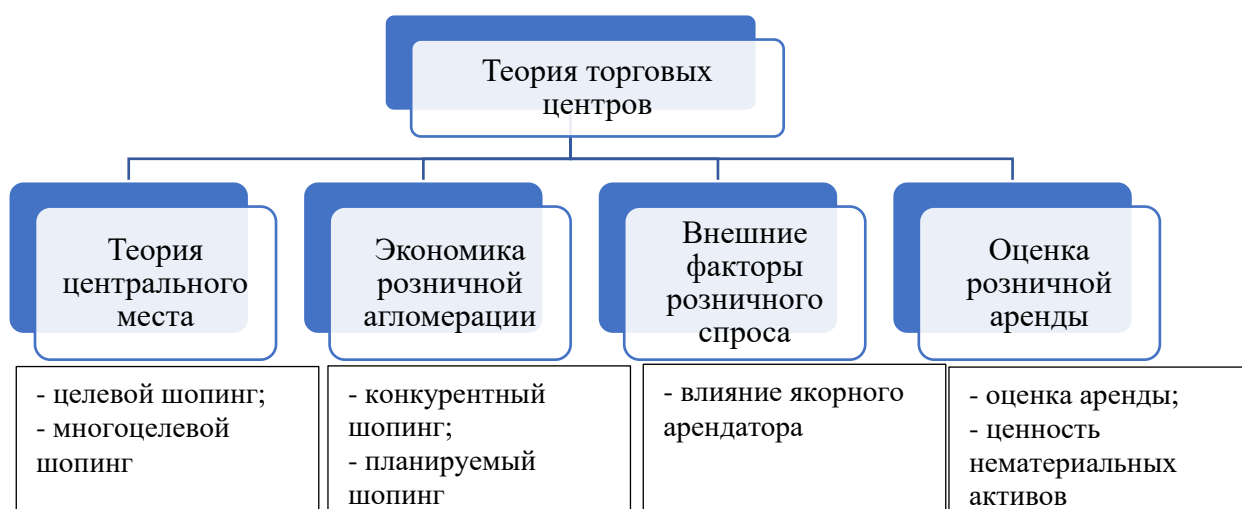 Теория торговых
центров
Теория
центрального
места
Экономика
розничной
агломерации
Внешние
факторы
розничного
спроса
Оценка
розничной
аренды
- целевой шопинг;
- многоцелевой
шопинг
- конкурентный
шопинг;
- планируемый
шопинг
- влияние якорного
арендатора
- оценка аренды;
- ценность
нематериальных
активов